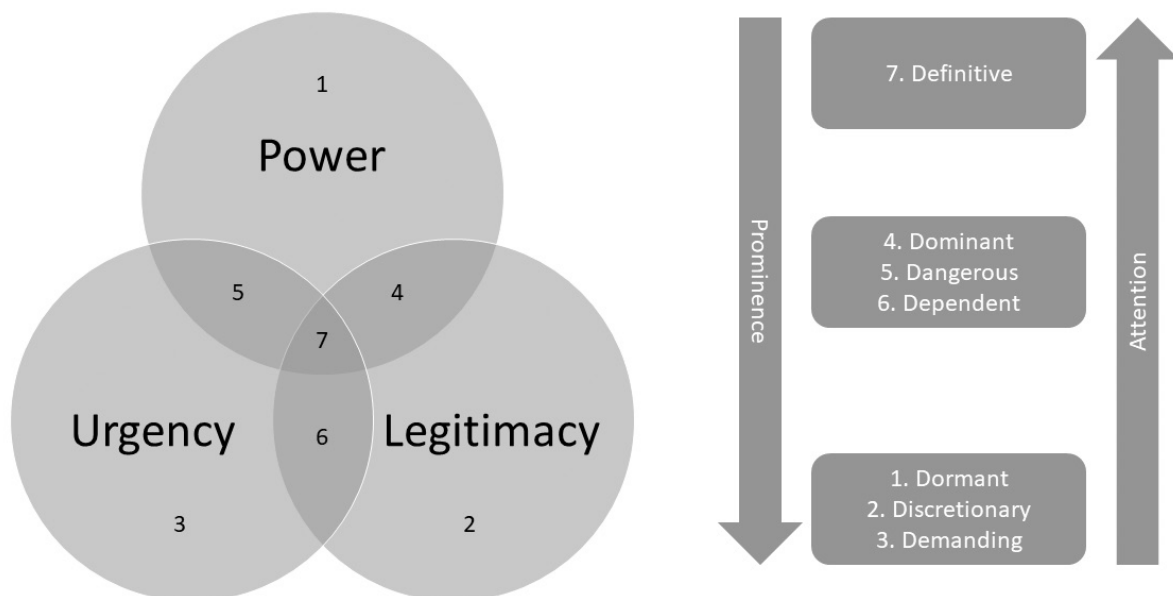 1
Power
5
4
7
Urgency
6
Legitimacy
3
2
Prominence
7. Definitive
4. Dominant
5. Dangerous
6. Dependent
1. Dormant
2. Discretionary
3. Demanding
Attention